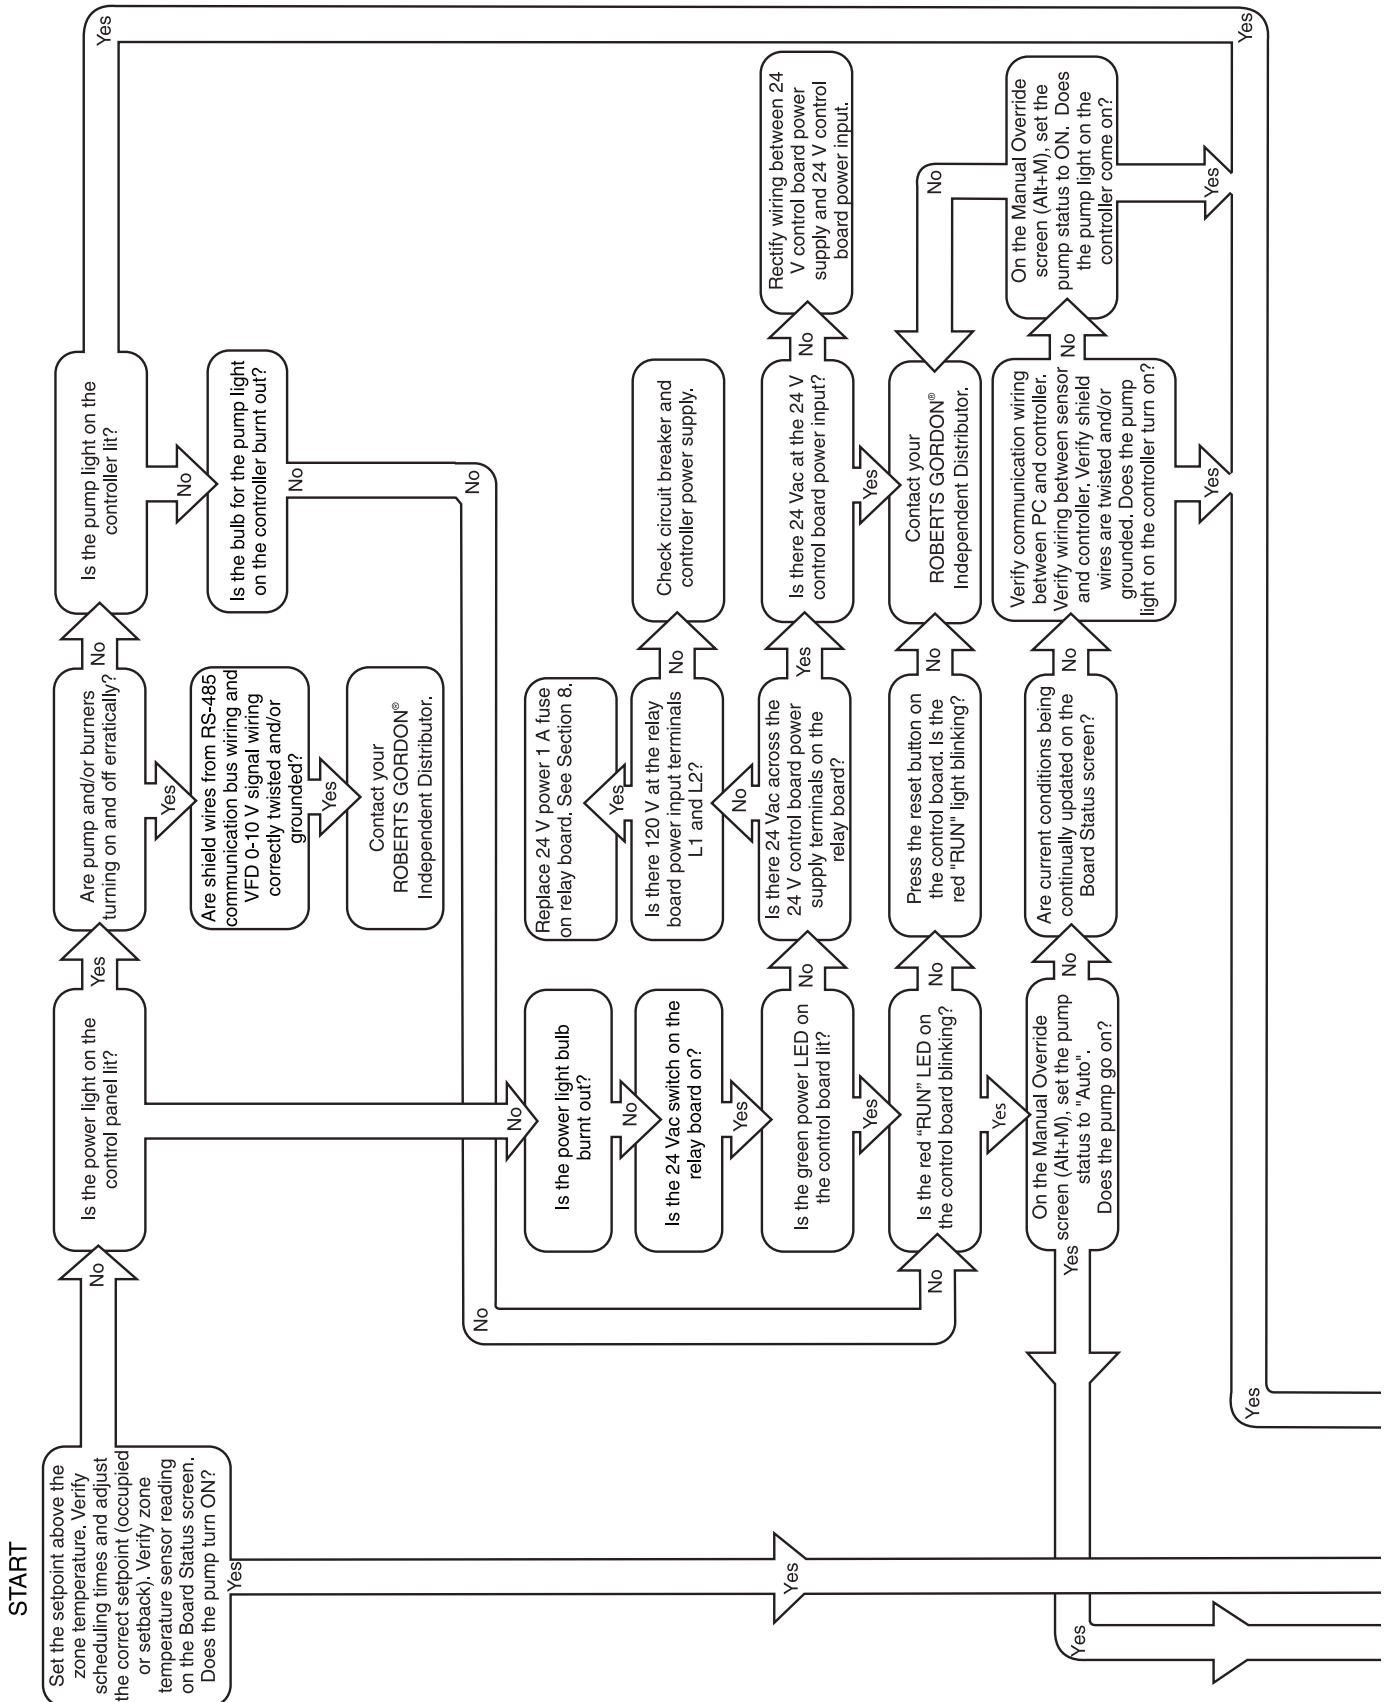 START
Set the setpoint above the
zone temperature. Verify
scheduling times and adjust
the correct setpoint (occupied
or setback). Verify zone
temperature sensor reading
on the Board Status screen.
Does the pump turn ON?
No
Yes
Yes
Is the power light on the
control panel lit?
Yes
No
Are pump and/or burners
turning on and off erratically?
No
Yes
Is the pump light on the
controller lit?
Yes
Yes
Yes
No
Are shield wires from RS-485
communication bus wiring and
VFD 0-10 V signal wiring
correctly twisted and/or
grounded?
Yes
Contact your
ROBERTS GORDON®
Independent Distributor.
Is the bulb for the pump light
on the controller burnt out?
No
No
No
No
Is the power light bulb
burnt out?
No
Is the 24 Vac switch on the
relay board on?
Yes
Is the green power LED on
the control board lit?
No
Yes
Is there 24 Vac across the
24 V control board power
supply terminals on the
relay board?
No
Yes
Is there 120 V at the relay
board power input terminals
L1 and L2?
Yes
No
Replace 24 V power 1 A fuse
on relay board. See Section 8.
Check circuit breaker and
controller power supply.
Is there 24 Vac at the 24 V
control board power input?
No
Yes
Rectify wiring between 24
V control board power
supply and 24 V control
board power input.
Is the red “RUN” LED on
the control board blinking?
No
Yes
Press the reset button on
the control board. Is the
red "RUN" light blinking?
No
Contact your
ROBERTS GORDON®
Independent Distributor.
On the Manual Override
screen (Alt+M), set the pump
status to "Auto".
Does the pump go on?
Yes
Yes
No
Are current conditions being
continually updated on the
Board Status screen?
No
Verify communication wiring
between PC and controller.
Verify wiring between sensor
and controller. Verify shield
wires are twisted and/or
grounded. Does the pump
light on the controller turn on?
No
Yes
On the Manual Override
screen (Alt+M), set the
pump status to ON. Does
the pump light on the
controller come on?
No
Yes
Yes